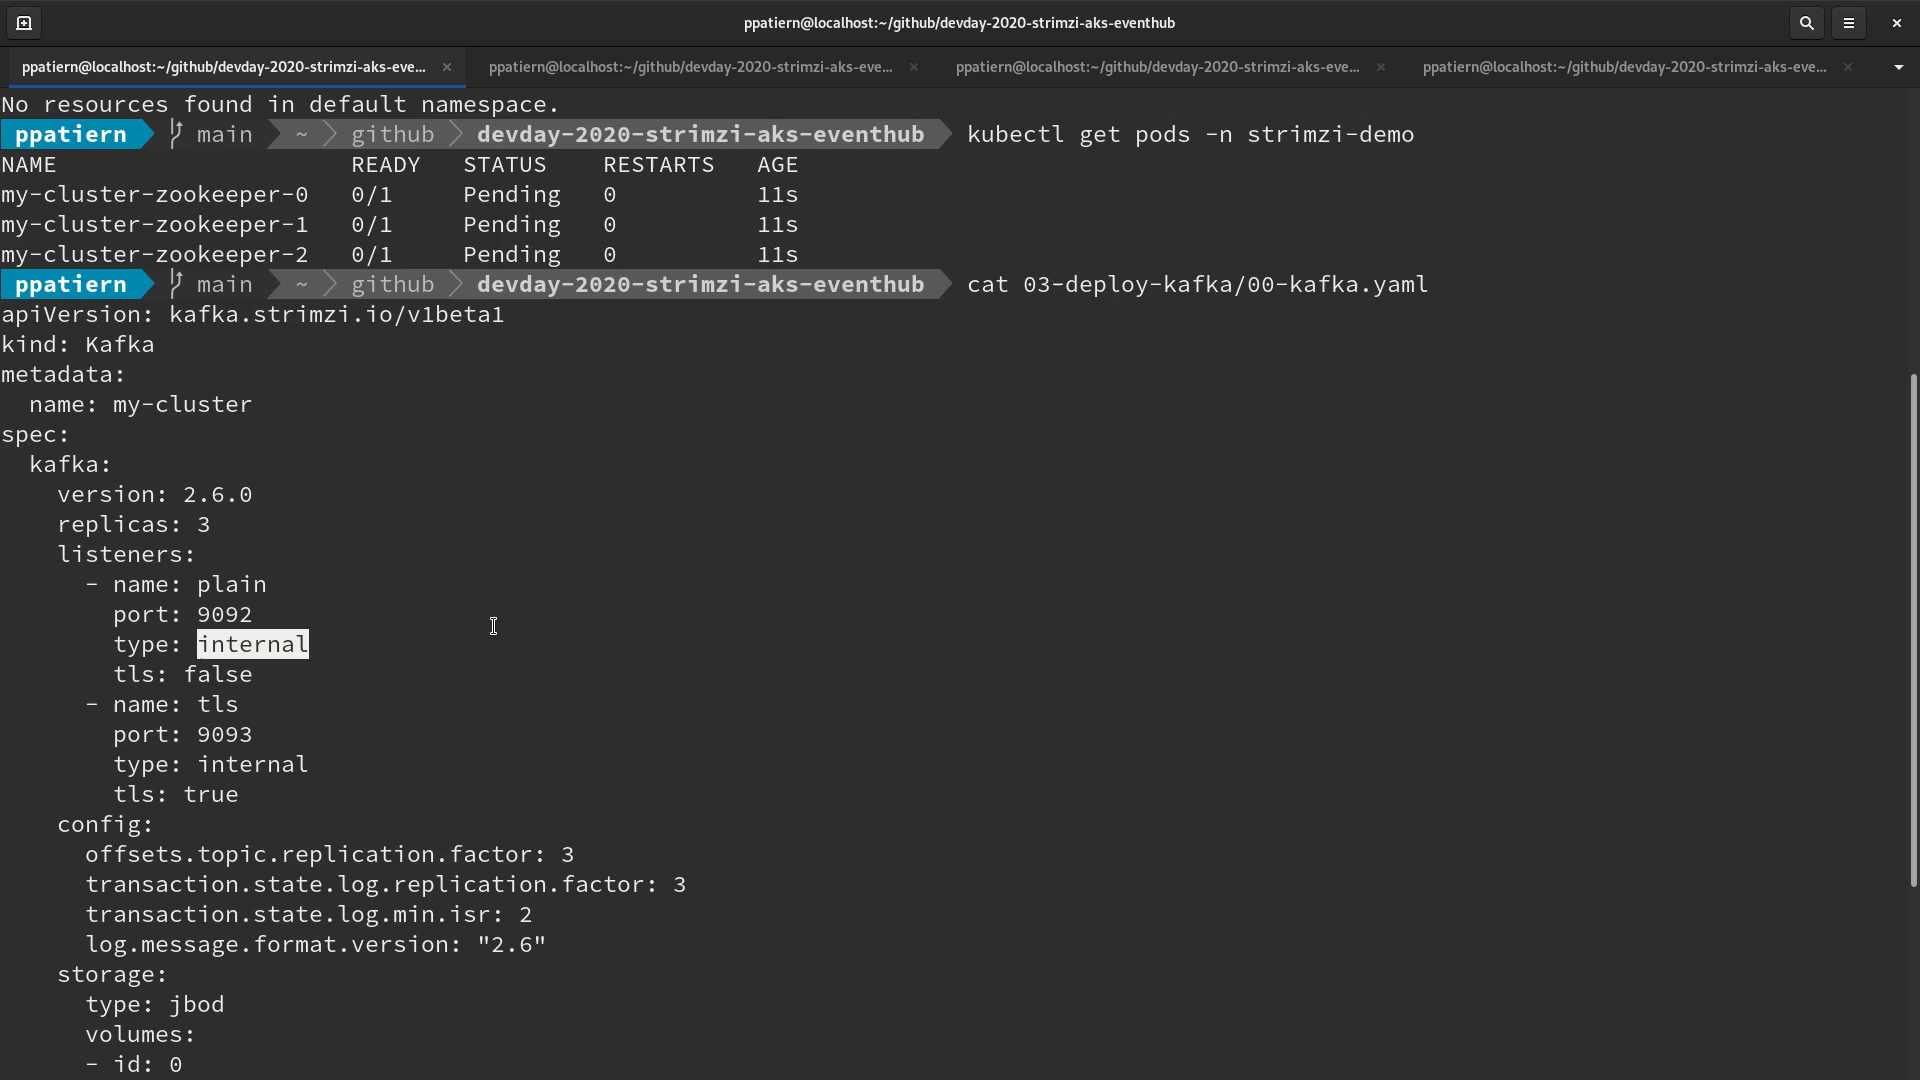 ppatiern@localhost:~/github/devday-2020-strimzi-aks-eventhub
ppatiern@localhost:~/github/devday-2020-strimzi-aks-eve... ppatiern@localhost:~/github/devday-2020-strimzi-aks-eve... ppatiern@localhost:~/github/devday-2020-strimzi-aks-eve... ppatiern@localhost:~/github/devday-2020-strimzi-aks-eve...
No resources found in default namespace.
ppatiern main ~ github devday-2020-strimzi-aks-eventhub kubectl get pods -n strimzi-demo
NAME READY STATUS RESTARTS AGE
my-cluster-zookeeper-0 0/1 Pending 0 11s
my-cluster-zookeeper-1 0/1 Pending 0 11s
my-cluster-zookeeper-2 0/1 Pending 0 11s
ppatiern main ~ github devday-2020-strimzi-aks-eventhub cat 03-deploy-kafka/00-kafka.yaml
apiVersion: kafka.strimzi.io/v1beta1
kind: Kafka
metadata:
  name: my-cluster
spec:
  kafka:
    version: 2.6.0
    replicas: 3
    listeners:
      - name: plain
        port: 9092
        type: internal
        tls: false
      - name: tls
        port: 9093
        type: internal
        tls: true
    config:
      offsets.topic.replication.factor: 3
      transaction.state.log.replication.factor: 3
      transaction.state.log.min.isr: 2
      log.message.format.version: "2.6"
    storage:
      type: jbod
      volumes:
      - id: 0